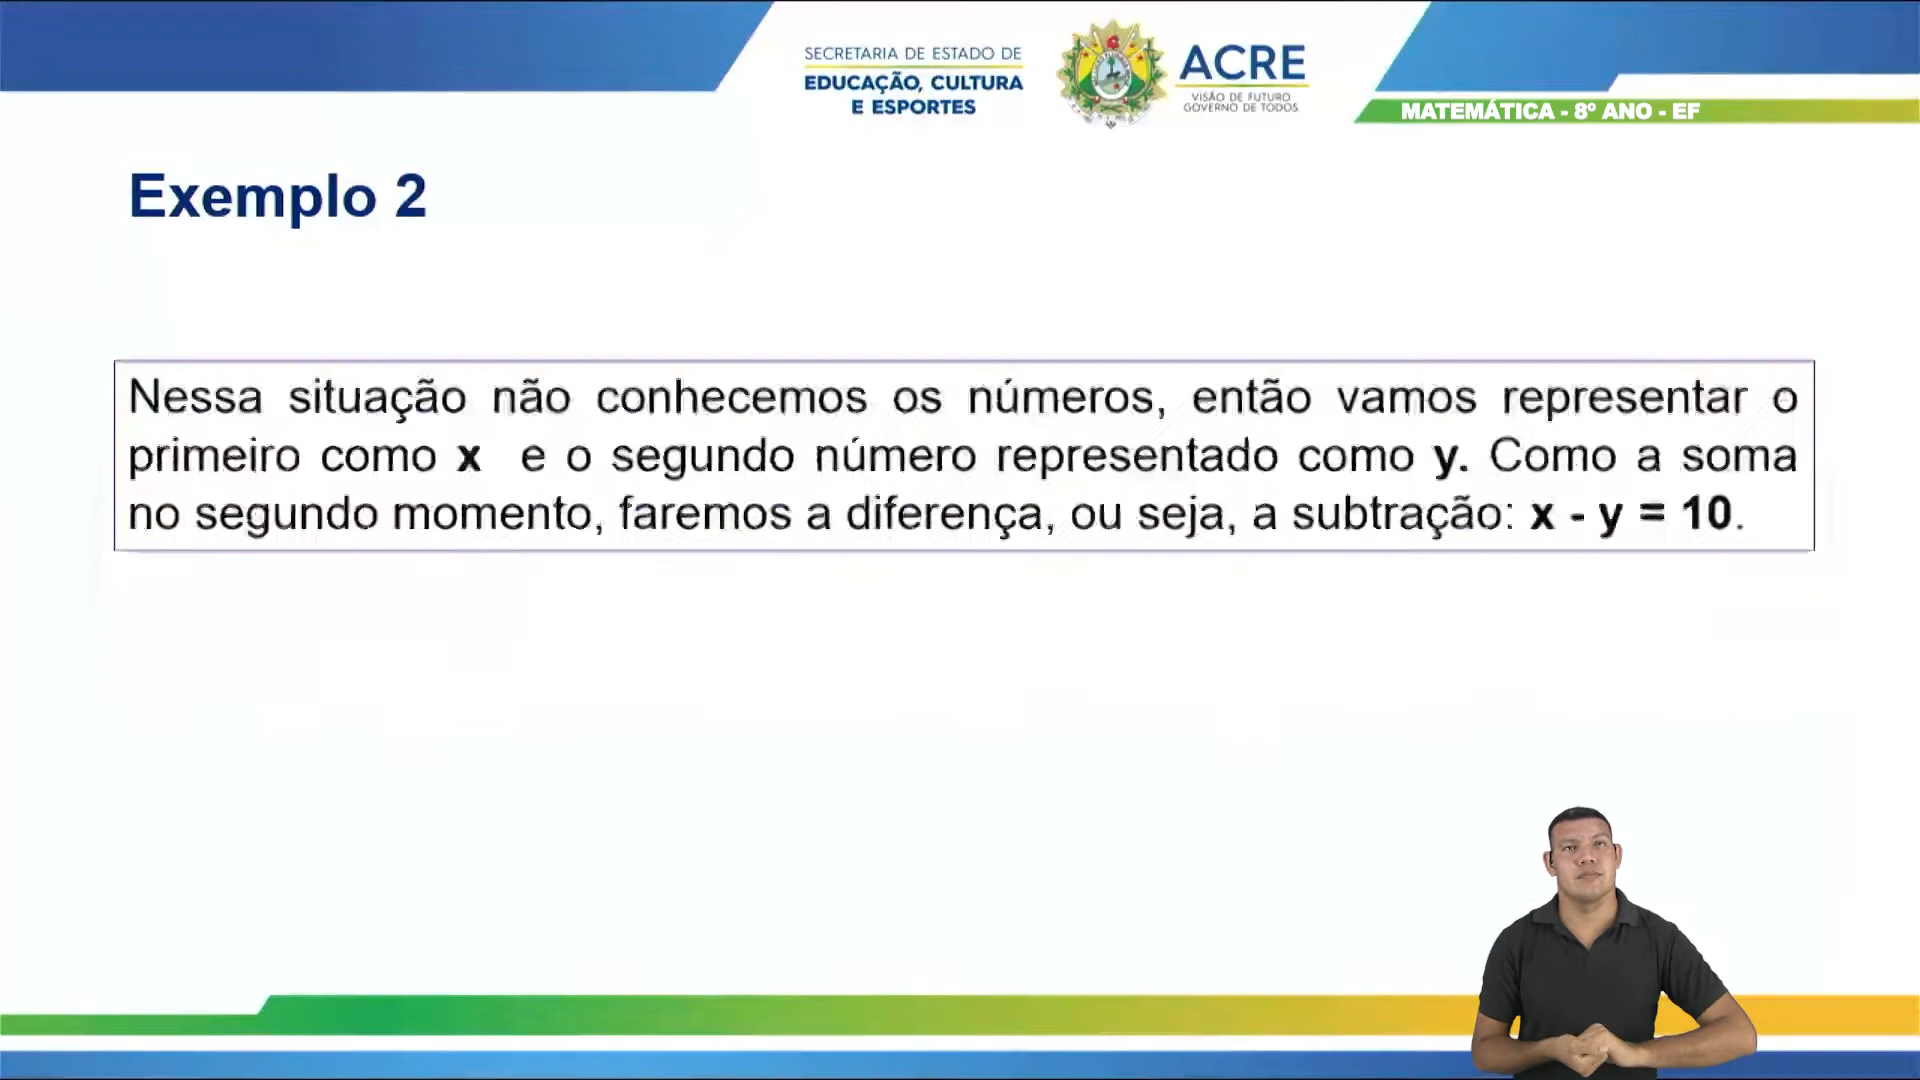 SECRETARIA DE ESTADO DE
EDUCAÇÃO, CULTURA
E ESPORTES
ACRE
VISÃO DE FUTURO
GOVERNO DE TODOS
MATEMÁTICA - 8º ANO - EF
Exemplo 2
Nessa situação não conhecemos os números, então vamos representar o
primeiro como x e o segundo número representado como y. Como a soma
no segundo momento, faremos a diferença, ou seja, a subtração: x - y = 10.